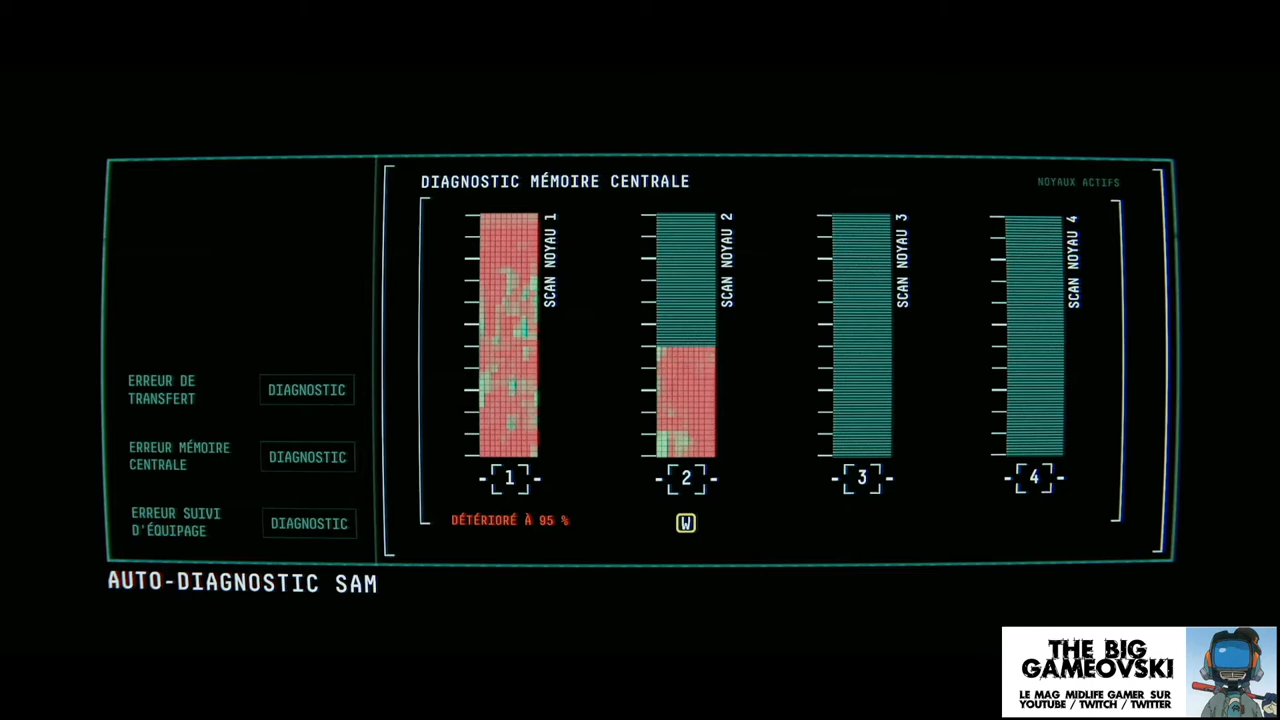 DIAGNOSTIC MÉMOIRE CENTRALE
NOYAUX ACTIFS
SCAN NOYAU 1
SCAN NOYAU 2
SCAN NOYAU 3
SCAN NOYAU 4
ERREUR DE
TRANSFERT
DIAGNOSTIC
ERREUR MÉMOIRE
CENTRALE
DIAGNOSTIC
ERREUR SUIVI
D'ÉQUIPAGE
DIAGNOSTIC
-[1]-
-[2]-
-[3]-
-[4]-
DÉTÉRIORÉ À 95 %
W
AUTO-DIAGNOSTIC SAM
THE BIG
GAMEOVSKI
LE MAG MIDLIFE GAMER SUR
YOUTUBE / TWITCH / TWITTER